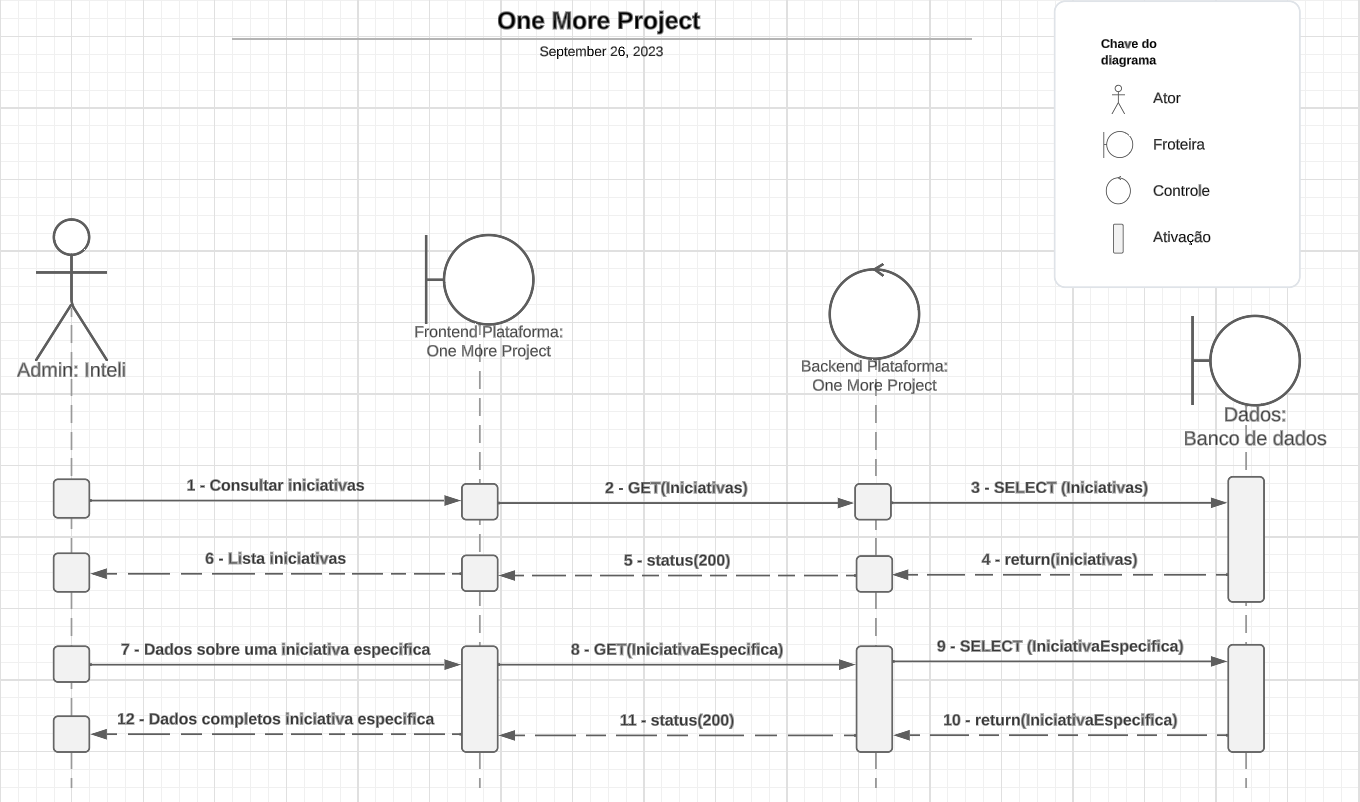 One More Project
September 26, 2023
Chave do
diagrama
Ator
Froteira
Controle
Ativação
Admin: Inteli
Frontend Plataforma:
One More Project
Backend Plataforma:
One More Project
Dados:
Banco de dados
1 - Consultar iniciativas
2 - GET(Iniciativas)
3 - SELECT (Iniciativas)
6 - Lista iniciativas
5 - status(200)
4 - return(iniciativas)
7 - Dados sobre uma iniciativa especifica
8 - GET(IniciativaEspecifica)
9 - SELECT (IniciativaEspecifica)
12 - Dados completos iniciativa especifica
11 - status(200)
10 - return(IniciativaEspecifica)